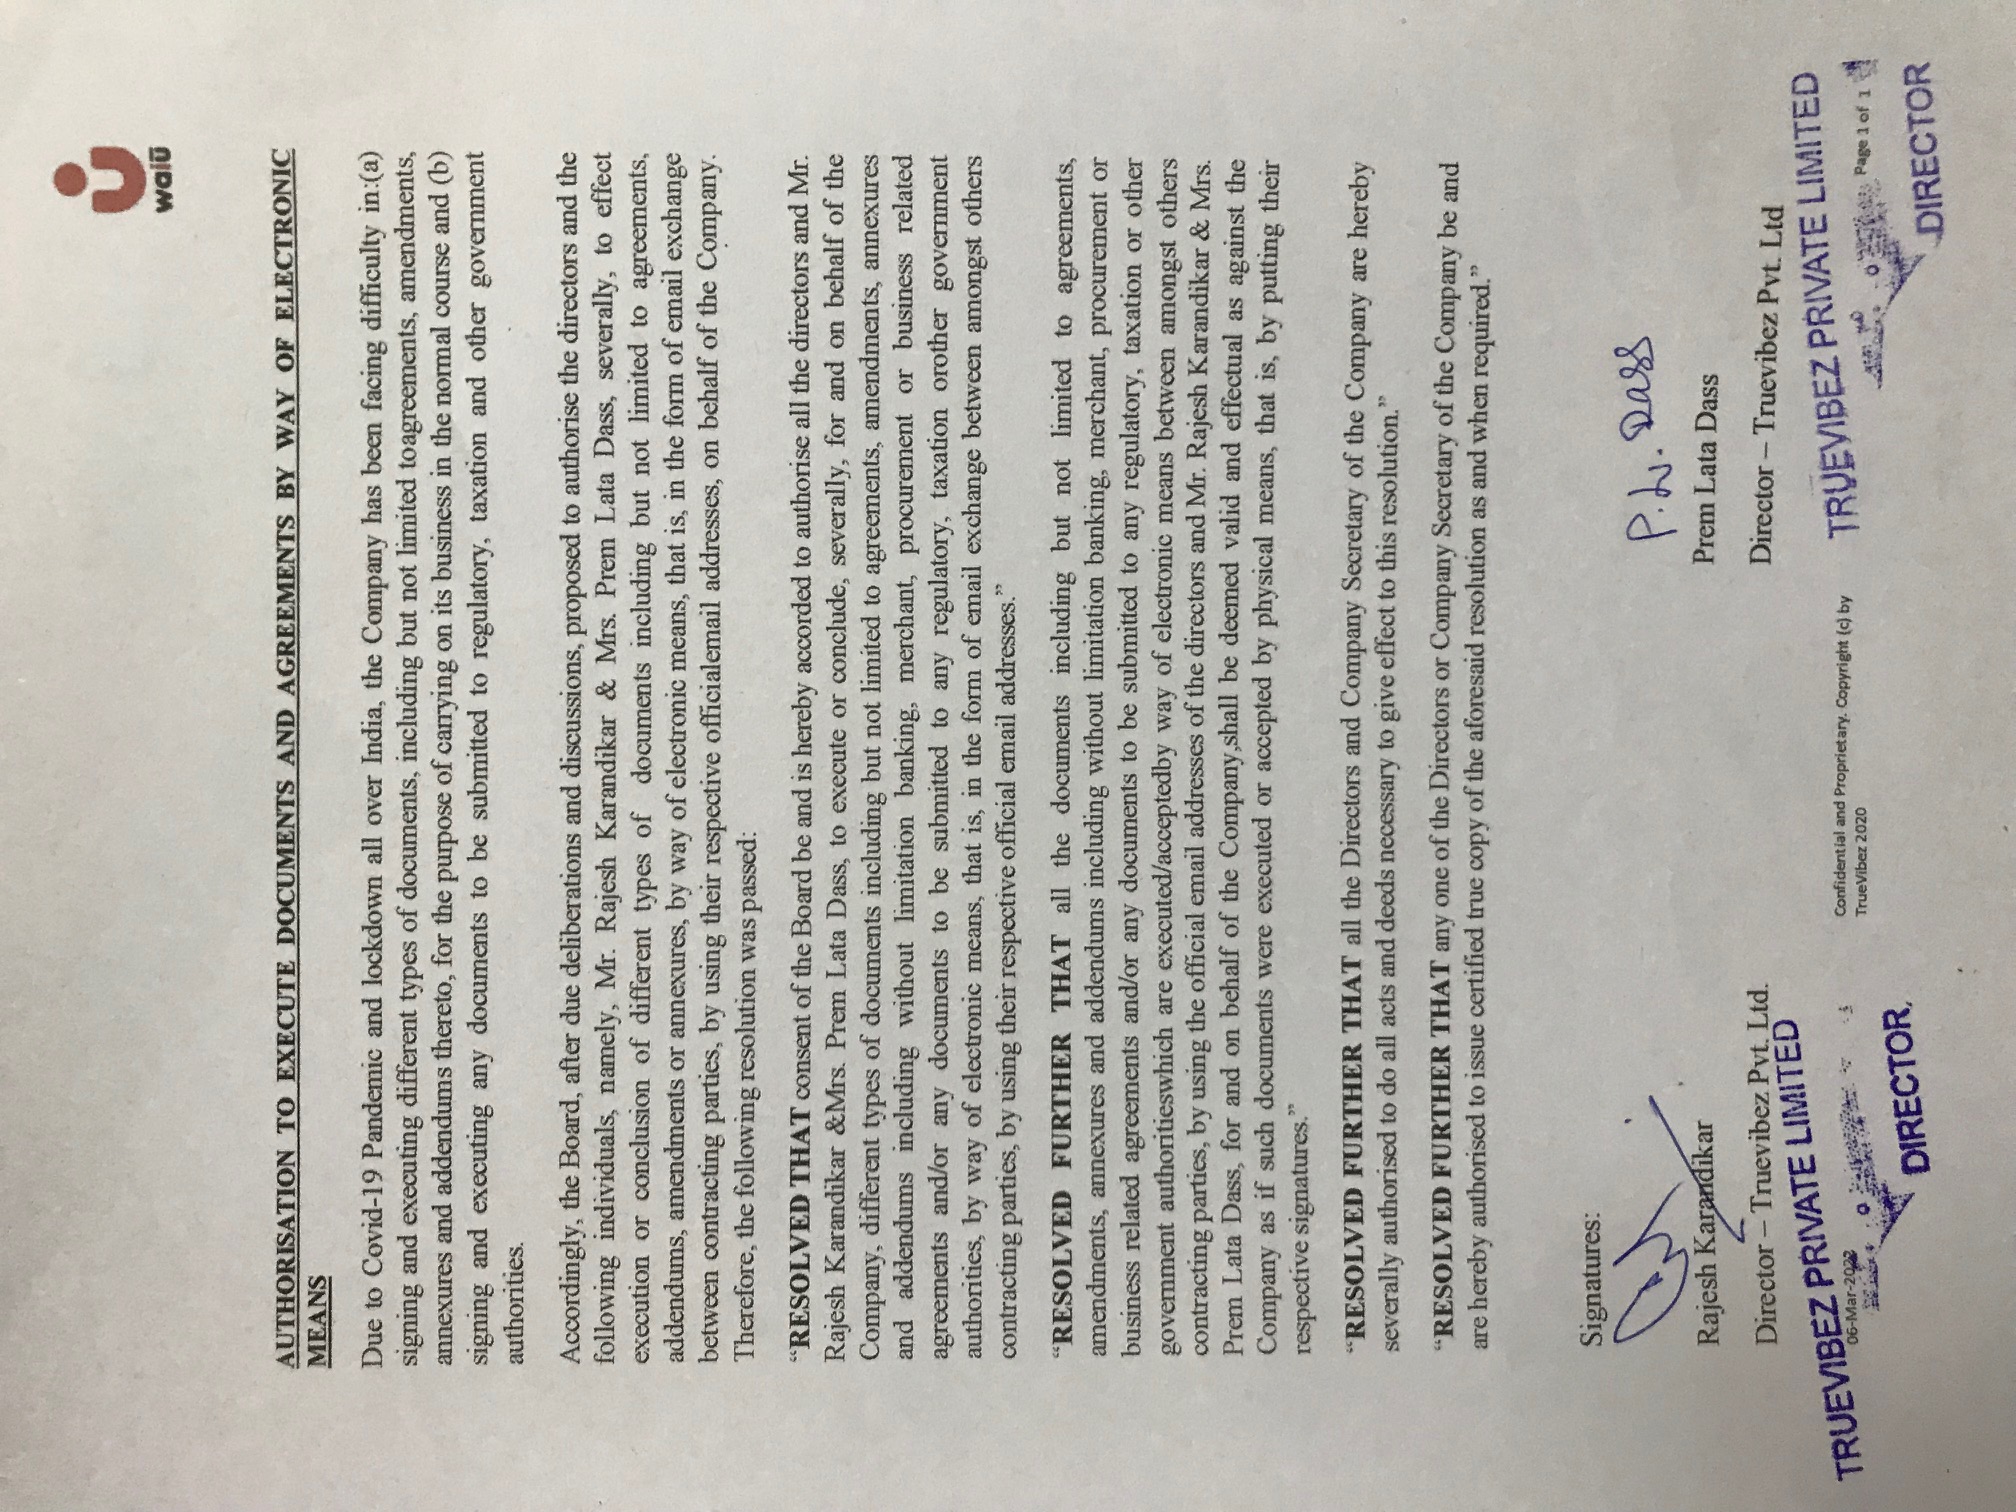 waiū
AUTHORISATION TO EXECUTE DOCUMENTS AND AGREEMENTS BY WAY OF ELECTRONIC
MEANS
Due to Covid-19 Pandemic and lockdown all over India, the Company has been facing difficulty in:(a)
signing and executing different types of documents, including but not limited toagreements, amendments,
annexures and addendums thereto, for the purpose of carrying on its business in the normal course and (b)
signing and executing any documents to be submitted to regulatory, taxation and other government
authorities.
Accordingly, the Board, after due deliberations and discussions, proposed to authorise the directors and the
following individuals, namely, Mr. Rajesh Karandikar & Mrs. Prem Lata Dass, severally, to effect
execution or conclusion of different types of documents including but not limited to agreements,
addendums, amendments or annexures, by way of electronic means, that is, in the form of email exchange
between contracting parties, by using their respective officialemail addresses, on behalf of the Company.
Therefore, the following resolution was passed:
“RESOLVED THAT consent of the Board be and is hereby accorded to authorise all the directors and Mr.
Rajesh Karandikar &Mrs. Prem Lata Dass, to execute or conclude, severally, for and on behalf of the
Company, different types of documents including but not limited to agreements, amendments, annexures
and addendums including without limitation banking, merchant, procurement or business related
agreements and/or any documents to be submitted to any regulatory, taxation orother government
authorities, by way of electronic means, that is, in the form of email exchange between amongst others
contracting parties, by using their respective official email addresses.”
“RESOLVED FURTHER THAT all the documents including but not limited to agreements,
amendments, annexures and addendums including without limitation banking, merchant, procurement or
business related agreements and/or any documents to be submitted to any regulatory, taxation or other
government authoritieswhich are executed/acceptedby way of electronic means between amongst others
contracting parties, by using the official email addresses of the directors and Mr. Rajesh Karandikar & Mrs.
Prem Lata Dass, for and on behalf of the Company,shall be deemed valid and effectual as against the
Company as if such documents were executed or accepted by physical means, that is, by putting their
respective signatures.”
“RESOLVED FURTHER THAT all the Directors and Company Secretary of the Company are hereby
severally authorised to do all acts and deeds necessary to give effect to this resolution.”
“RESOLVED FURTHER THAT any one of the Directors or Company Secretary of the Company be and
are hereby authorised to issue certified true copy of the aforesaid resolution as and when required.”
Signatures:
P. L. Dass
Rajesh Karandikar Prem Lata Dass
Director – Truevibez Pvt. Ltd. Director – Truevibez Pvt. Ltd
TRUEVIBEZ PRIVATE LIMITED TRUEVIBEZ PRIVATE LIMITED
06-Mar-2022 Confidential and Proprietary. Copyright (c) by Page 1 of 1
TrueVibez 2020
DIRECTOR DIRECTOR